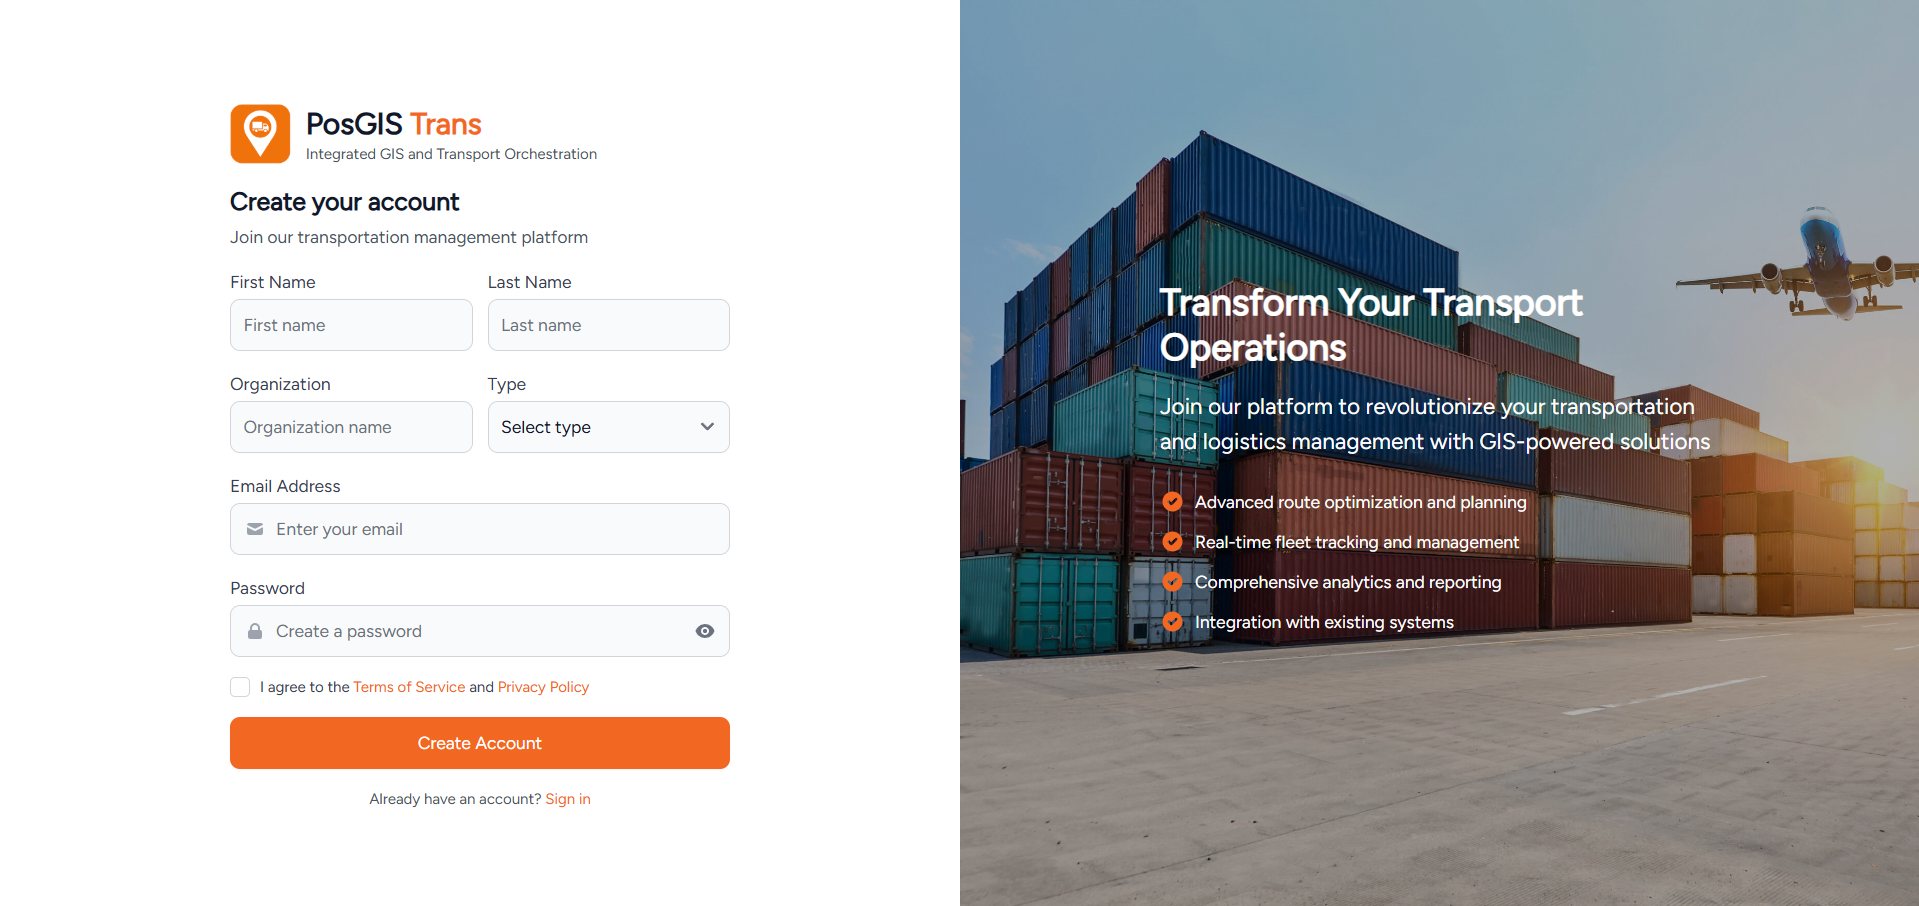 PosGIS Trans
Integrated GIS and Transport Orchestration
Create your account
Join our transportation management platform
First Name
Last Name
First name
Last name
Organization
Type
Organization name
Select type
Email Address
Enter your email
Password
Create a password
I agree to the Terms of Service and Privacy Policy
Create Account
Already have an account? Sign in
Transform Your Transport
Operations
Join our platform to revolutionize your transportation
and logistics management with GIS-powered solutions
Advanced route optimization and planning
Real-time fleet tracking and management
Comprehensive analytics and reporting
Integration with existing systems